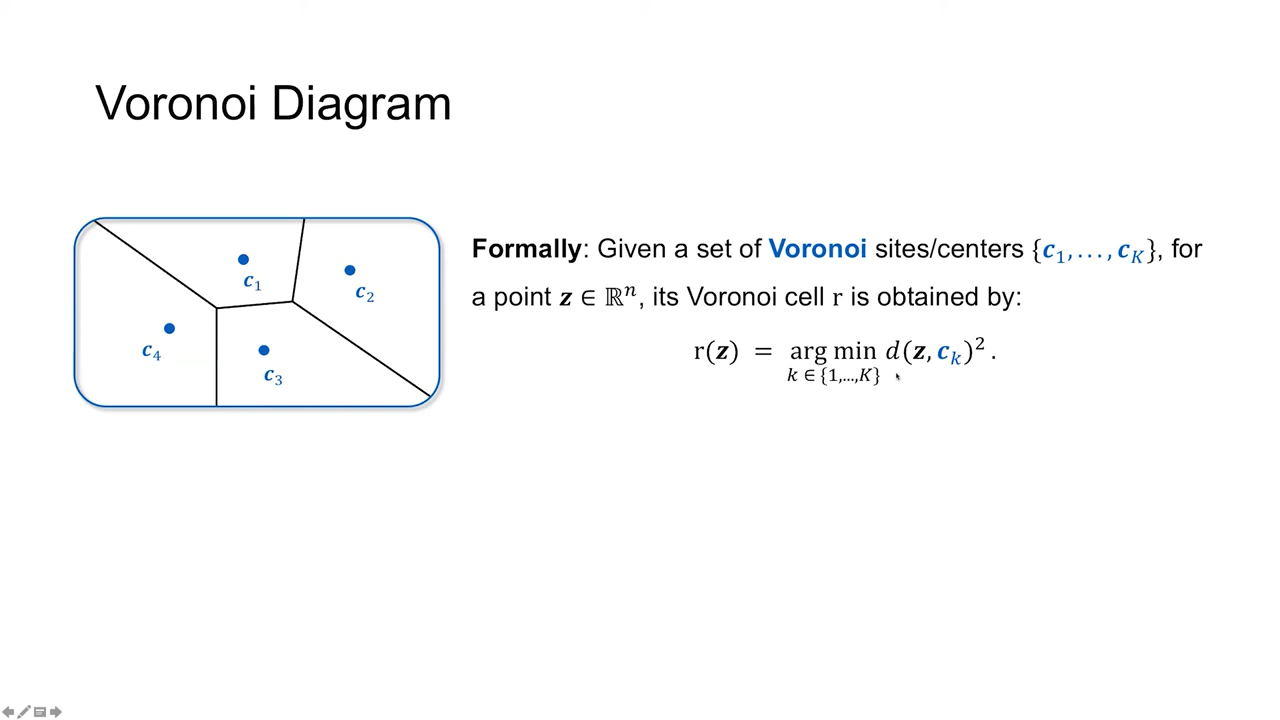 Voronoi Diagram
Formally: Given a set of Voronoi sites/centers {𝒄₁,...,𝒄_K}, for
a point 𝒛 ∈ ℝⁿ, its Voronoi cell r is obtained by:
r(𝒛) = arg min d(𝒛, 𝒄ₖ)² .
k ∈ {1,...,K}
𝒄₁
𝒄₂
𝒄₄
𝒄₃